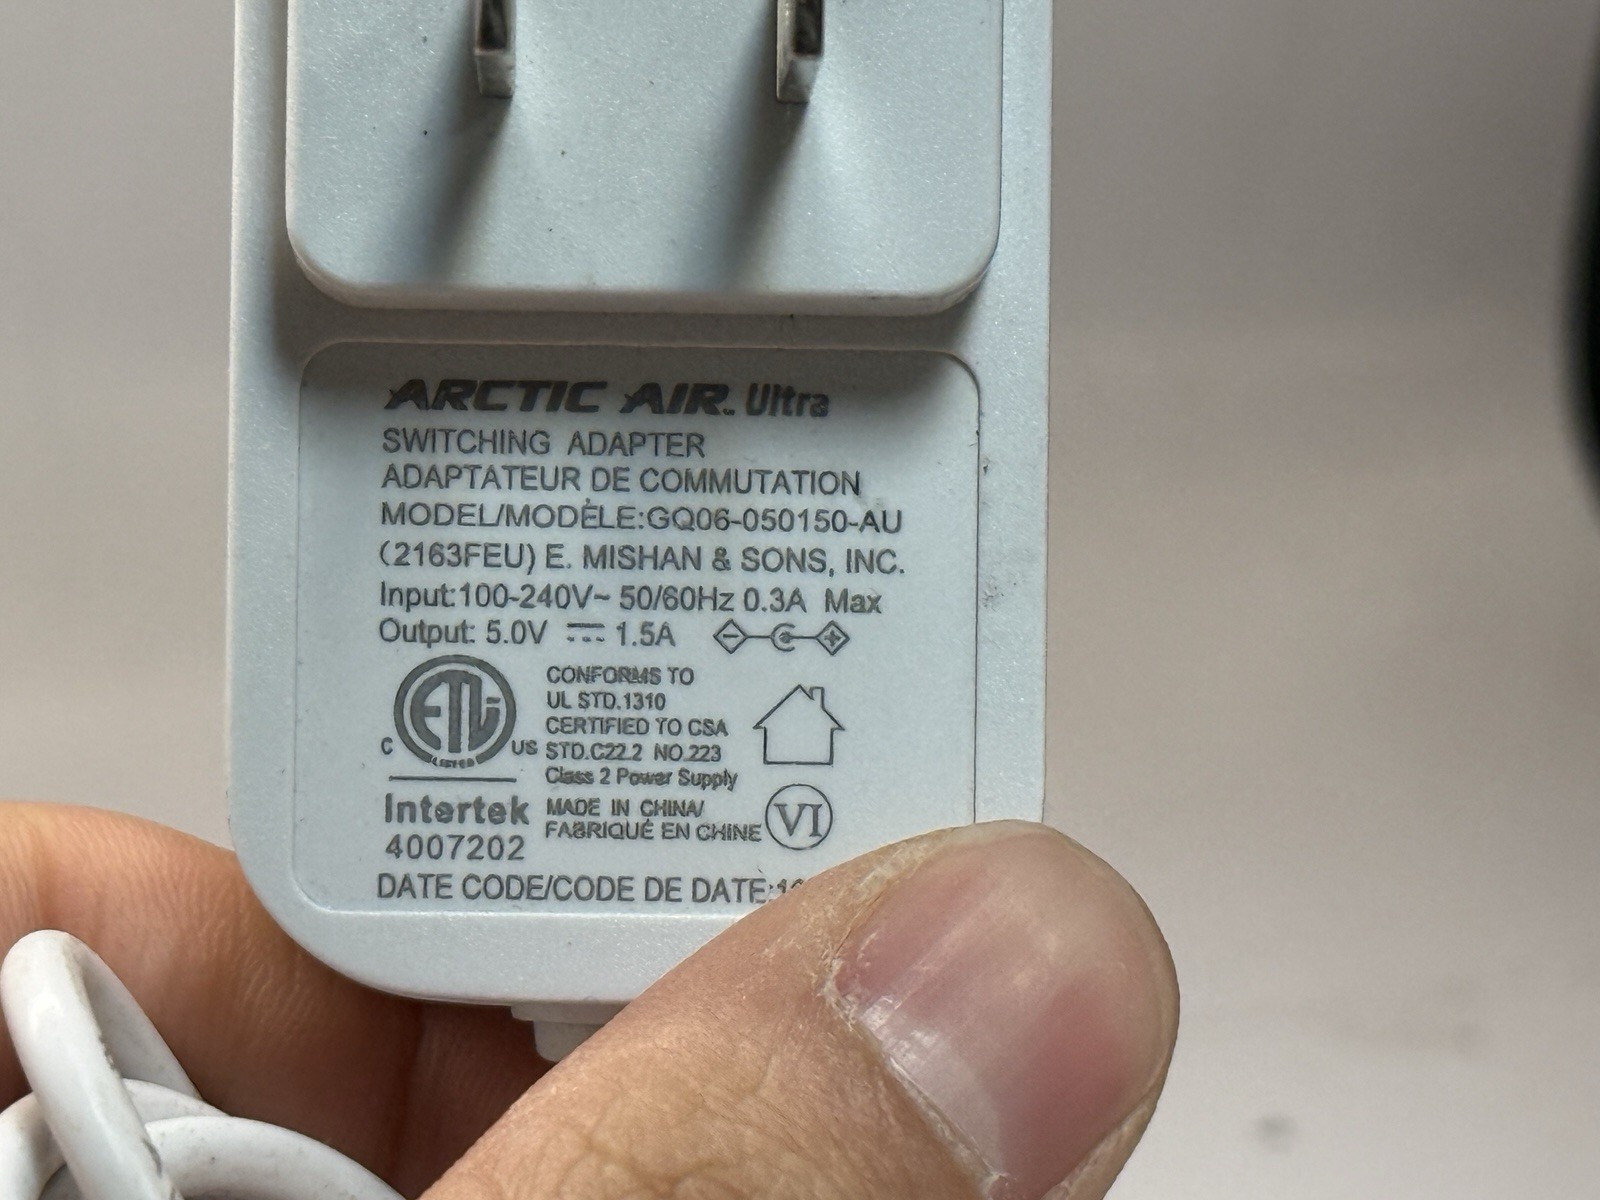 ARCTIC AIR. Ultra
SWITCHING ADAPTER
ADAPTATEUR DE COMMUTATION
MODEL/MODÈLE:GQ06-050150-AU
(2163FEU) E. MISHAN & SONS, INC.
Input:100-240V~ 50/60Hz 0.3A Max
Output: 5.0V ⎓ 1.5A
ETL
C US
LISTED
Intertek
4007202
CONFORMS TO
UL STD.1310
CERTIFIED TO CSA
STD.C22.2 NO.223
Class 2 Power Supply
MADE IN CHINA/
FABRIQUÉ EN CHINE
VI
DATE CODE/CODE DE DATE: